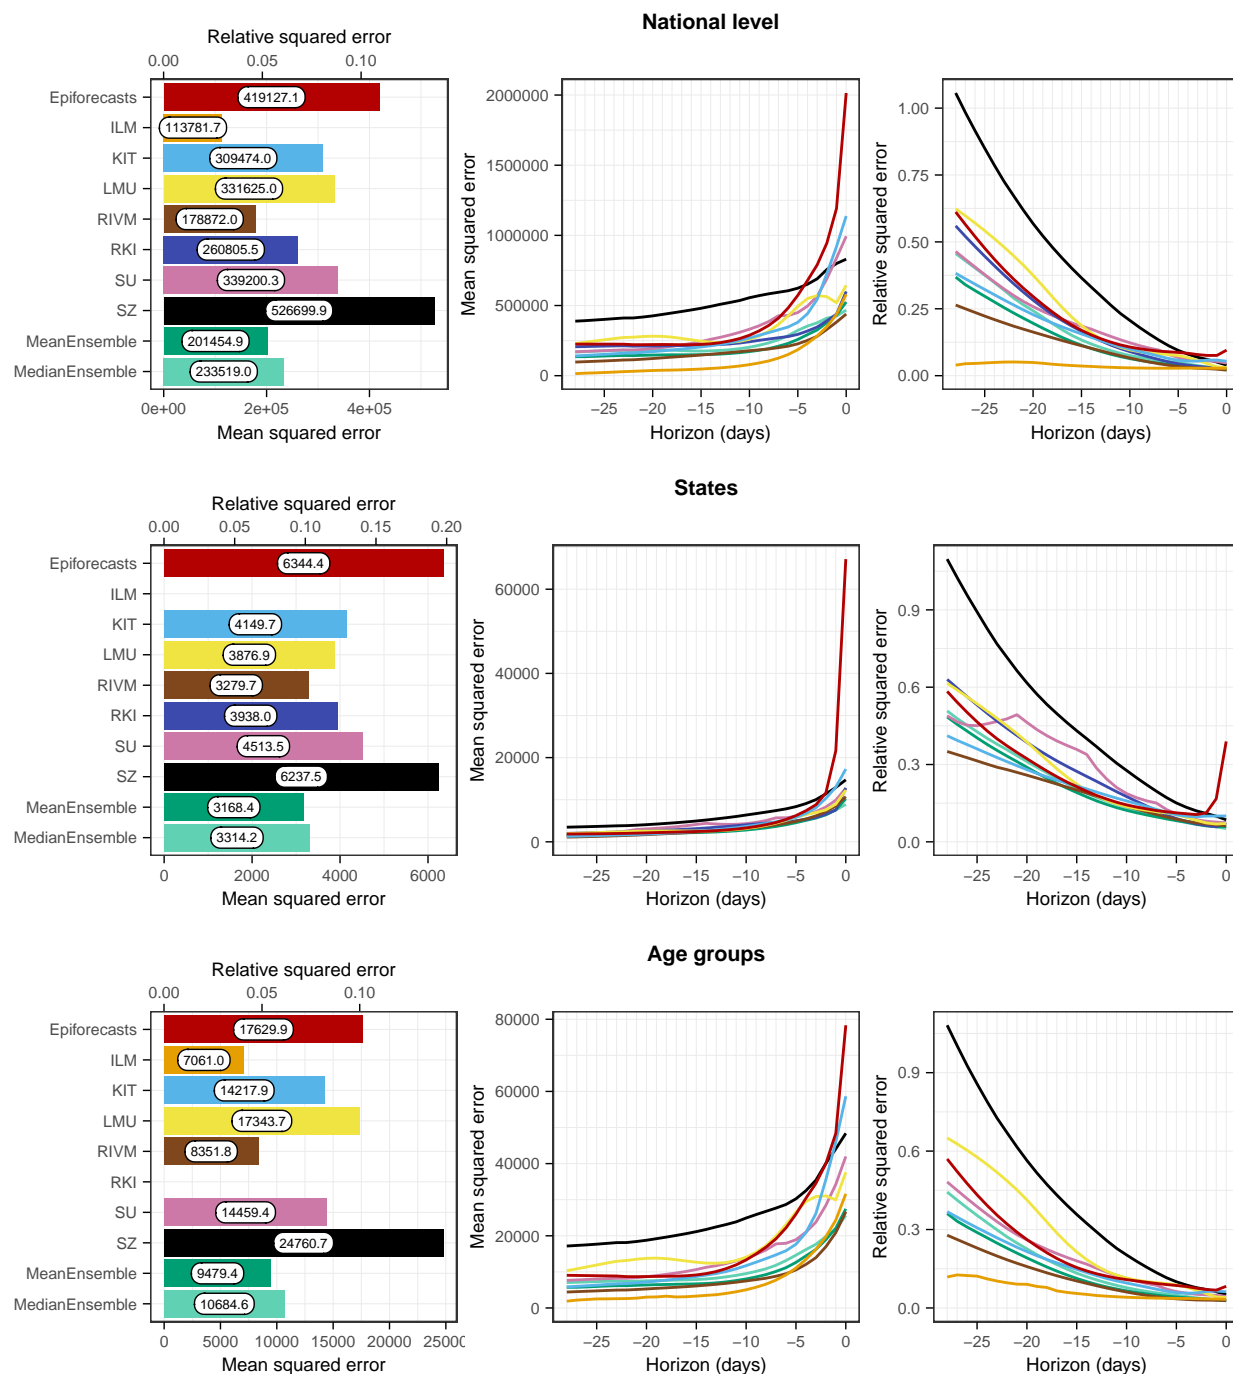 National level
Relative squared error
0.00 0.05 0.10
Epiforecasts 419127.1
ILM 113781.7
KIT 309474.0
LMU 331625.0
RIVM 178872.0
RKI 260805.5
SU 339200.3
SZ 526699.9
MeanEnsemble 201454.9
MedianEnsemble 233519.0
0e+00 2e+05 4e+05
Mean squared error
Mean squared error
2000000
1500000
1000000
500000
0
−25 −20 −15 −10 −5 0
Horizon (days)
Relative squared error
1.00
0.75
0.50
0.25
0.00
−25 −20 −15 −10 −5 0
Horizon (days)
States
Relative squared error
0.00 0.05 0.10 0.15 0.20
Epiforecasts 6344.4
ILM
KIT 4149.7
LMU 3876.9
RIVM 3279.7
RKI 3938.0
SU 4513.5
SZ 6237.5
MeanEnsemble 3168.4
MedianEnsemble 3314.2
0 2000 4000 6000
Mean squared error
Mean squared error
60000
40000
20000
0
−25 −20 −15 −10 −5 0
Horizon (days)
Relative squared error
0.9
0.6
0.3
0.0
−25 −20 −15 −10 −5 0
Horizon (days)
Age groups
Relative squared error
0.00 0.05 0.10
Epiforecasts 17629.9
ILM 7061.0
KIT 14217.9
LMU 17343.7
RIVM 8351.8
RKI
SU 14459.4
SZ 24760.7
MeanEnsemble 9479.4
MedianEnsemble 10684.6
0 5000 10000 15000 20000 25000
Mean squared error
Mean squared error
80000
60000
40000
20000
0
−25 −20 −15 −10 −5 0
Horizon (days)
Relative squared error
0.9
0.6
0.3
0.0
−25 −20 −15 −10 −5 0
Horizon (days)